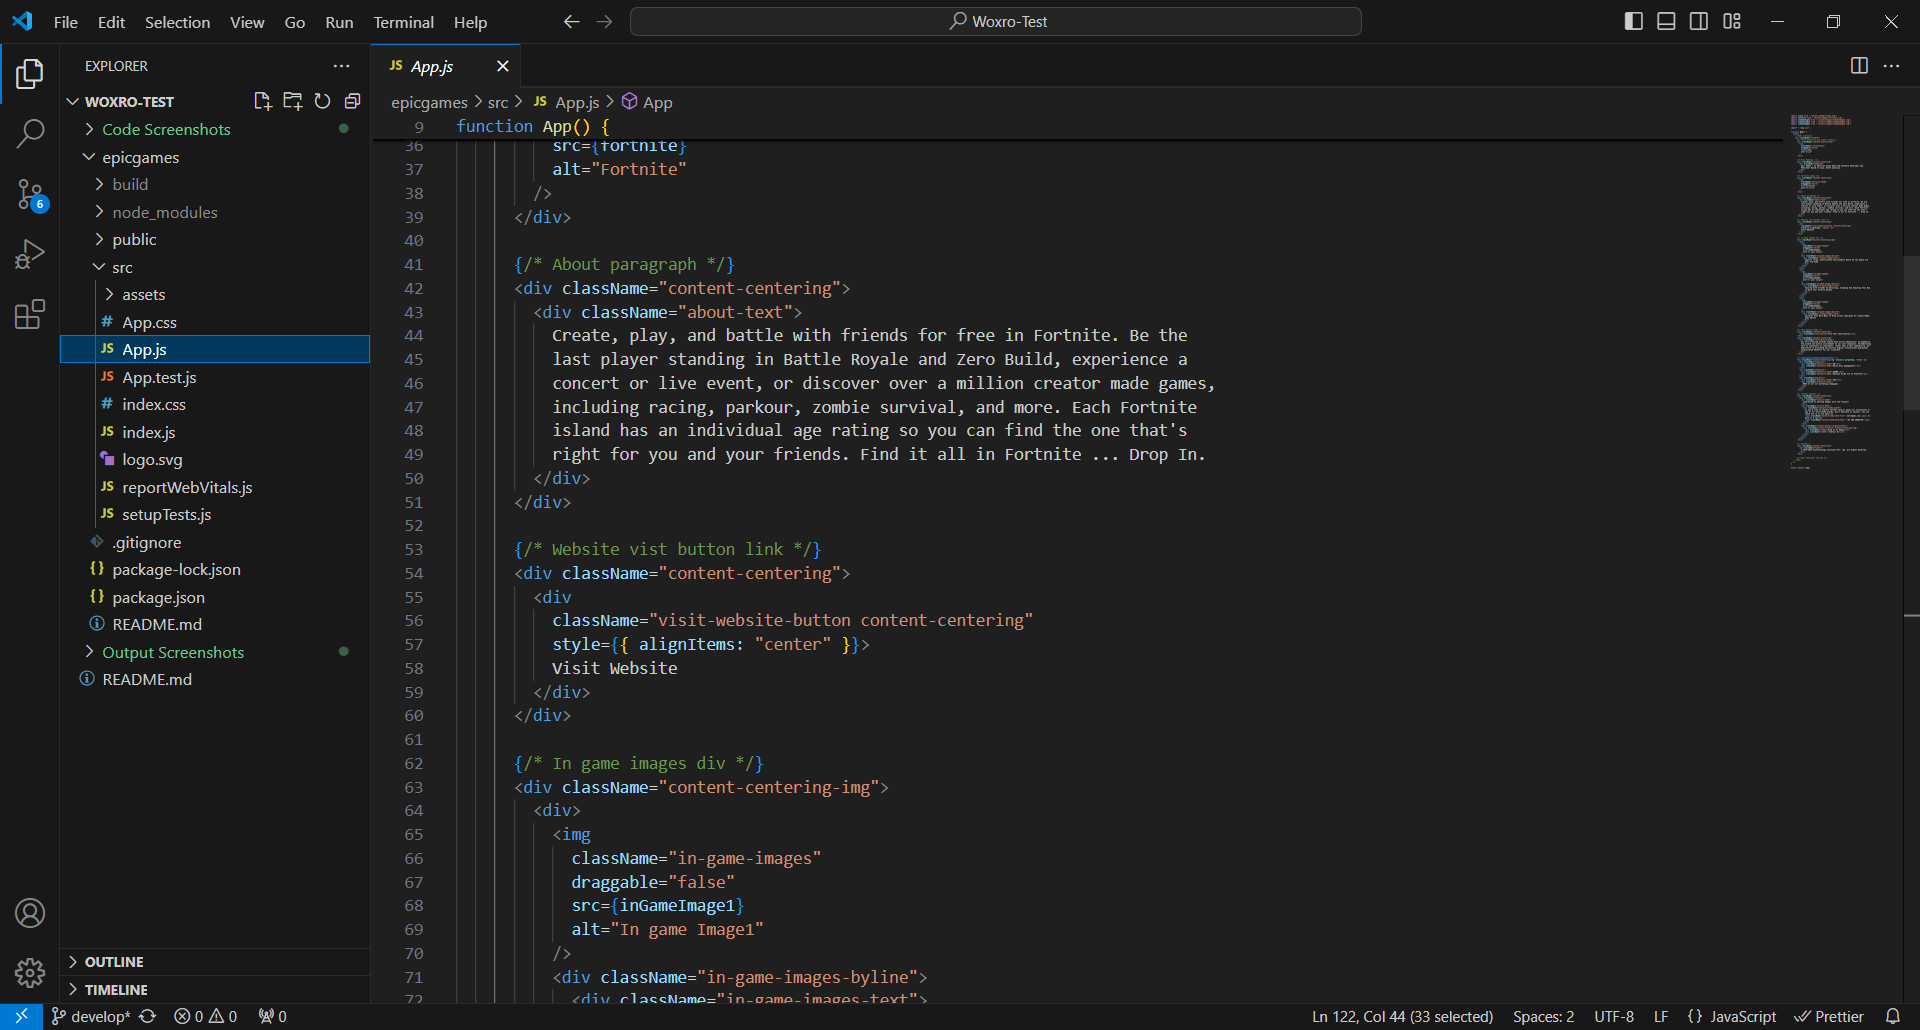 File Edit Selection View Go Run Terminal Help
Woxro-Test
EXPLORER
WOXRO-TEST
Code Screenshots
epicgames
build
node_modules
public
src
assets
# App.css
JS App.js
JS App.test.js
# index.css
JS index.js
logo.svg
JS reportWebVitals.js
JS setupTests.js
.gitignore
{} package-lock.json
{} package.json
README.md
Output Screenshots
README.md
OUTLINE
TIMELINE
6
JS App.js
epicgames > src > JS App.js > App
9 function App() {
36 src={fortnite}
37 alt="Fortnite"
38 />
39 </div>
40
41 {/* About paragraph */}
42 <div className="content-centering">
43 <div className="about-text">
44 Create, play, and battle with friends for free in Fortnite. Be the
45 last player standing in Battle Royale and Zero Build, experience a
46 concert or live event, or discover over a million creator made games,
47 including racing, parkour, zombie survival, and more. Each Fortnite
48 island has an individual age rating so you can find the one that's
49 right for you and your friends. Find it all in Fortnite ... Drop In.
50 </div>
51 </div>
52
53 {/* Website vist button link */}
54 <div className="content-centering">
55 <div
56 className="visit-website-button content-centering"
57 style={{ alignItems: "center" }}>
58 Visit Website
59 </div>
60 </div>
61
62 {/* In game images div */}
63 <div className="content-centering-img">
64 <div>
65 <img
66 className="in-game-images"
67 draggable="false"
68 src={inGameImage1}
69 alt="In game Image1"
70 />
71 <div className="in-game-images-byline">
72 <div className="in-game-images-text">
develop* 0 0 0
Ln 122, Col 44 (33 selected) Spaces: 2 UTF-8 LF {} JavaScript Prettier